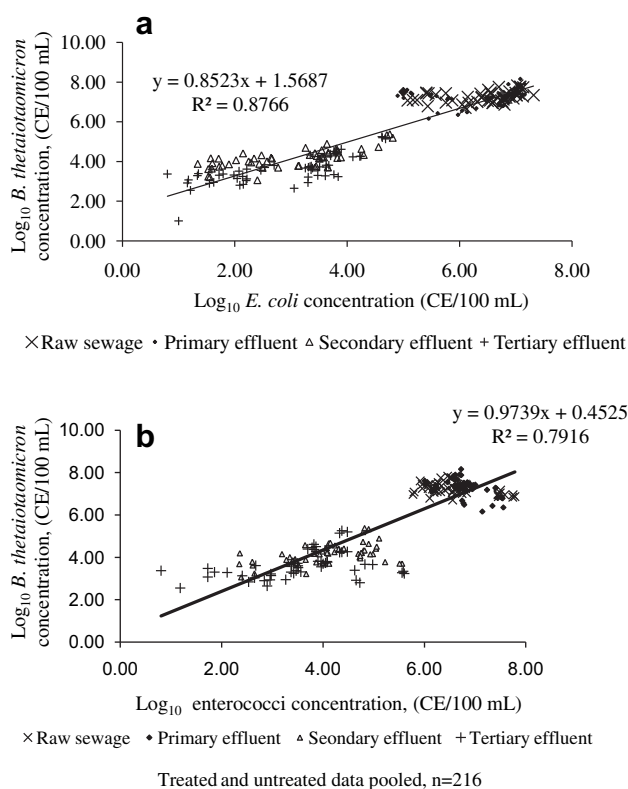 a
y = 0.8523x + 1.5687
R² = 0.8766
Log₁₀ B. thetaiotaomicron
concentration, (CE/100 mL)
10.00
8.00
6.00
4.00
2.00
0.00
0.00 2.00 4.00 6.00 8.00
Log₁₀ E. coli concentration (CE/100 mL)
×Raw sewage • Primary effluent △ Secondary effluent + Tertiary effluent
b
y = 0.9739x + 0.4525
R² = 0.7916
Log₁₀ B. thetaiotaomicron
concentration, (CE/100 mL)
10.00
8.00
6.00
4.00
2.00
0.00
0.00 2.00 4.00 6.00 8.00
Log₁₀ enterococci concentration, (CE/100 mL)
×Raw sewage ◆ Primary effluent △ Seondary effluent + Tertiary effluent
Treated and untreated data pooled, n=216